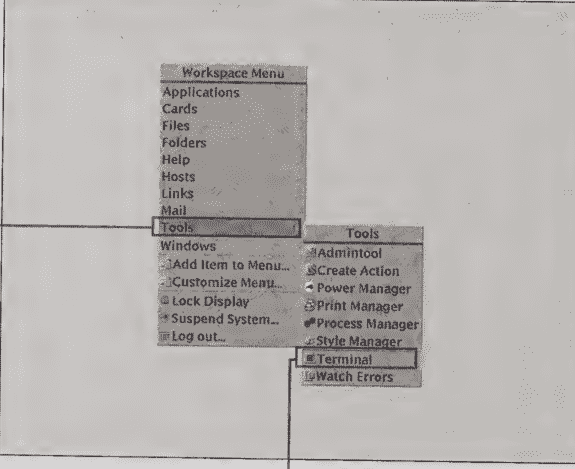 Workspace Menu
Applications
Cards
Files
Folders
Help
Hosts
Links
Mail
Tools
Windows
Add Item to Menu...
Customize Menu...
Lock Display
Suspend System...
Log out...
Tools
Admintool
Create Action
Power Manager
Print Manager
Process Manager
Style Manager
Terminal
Watch Errors